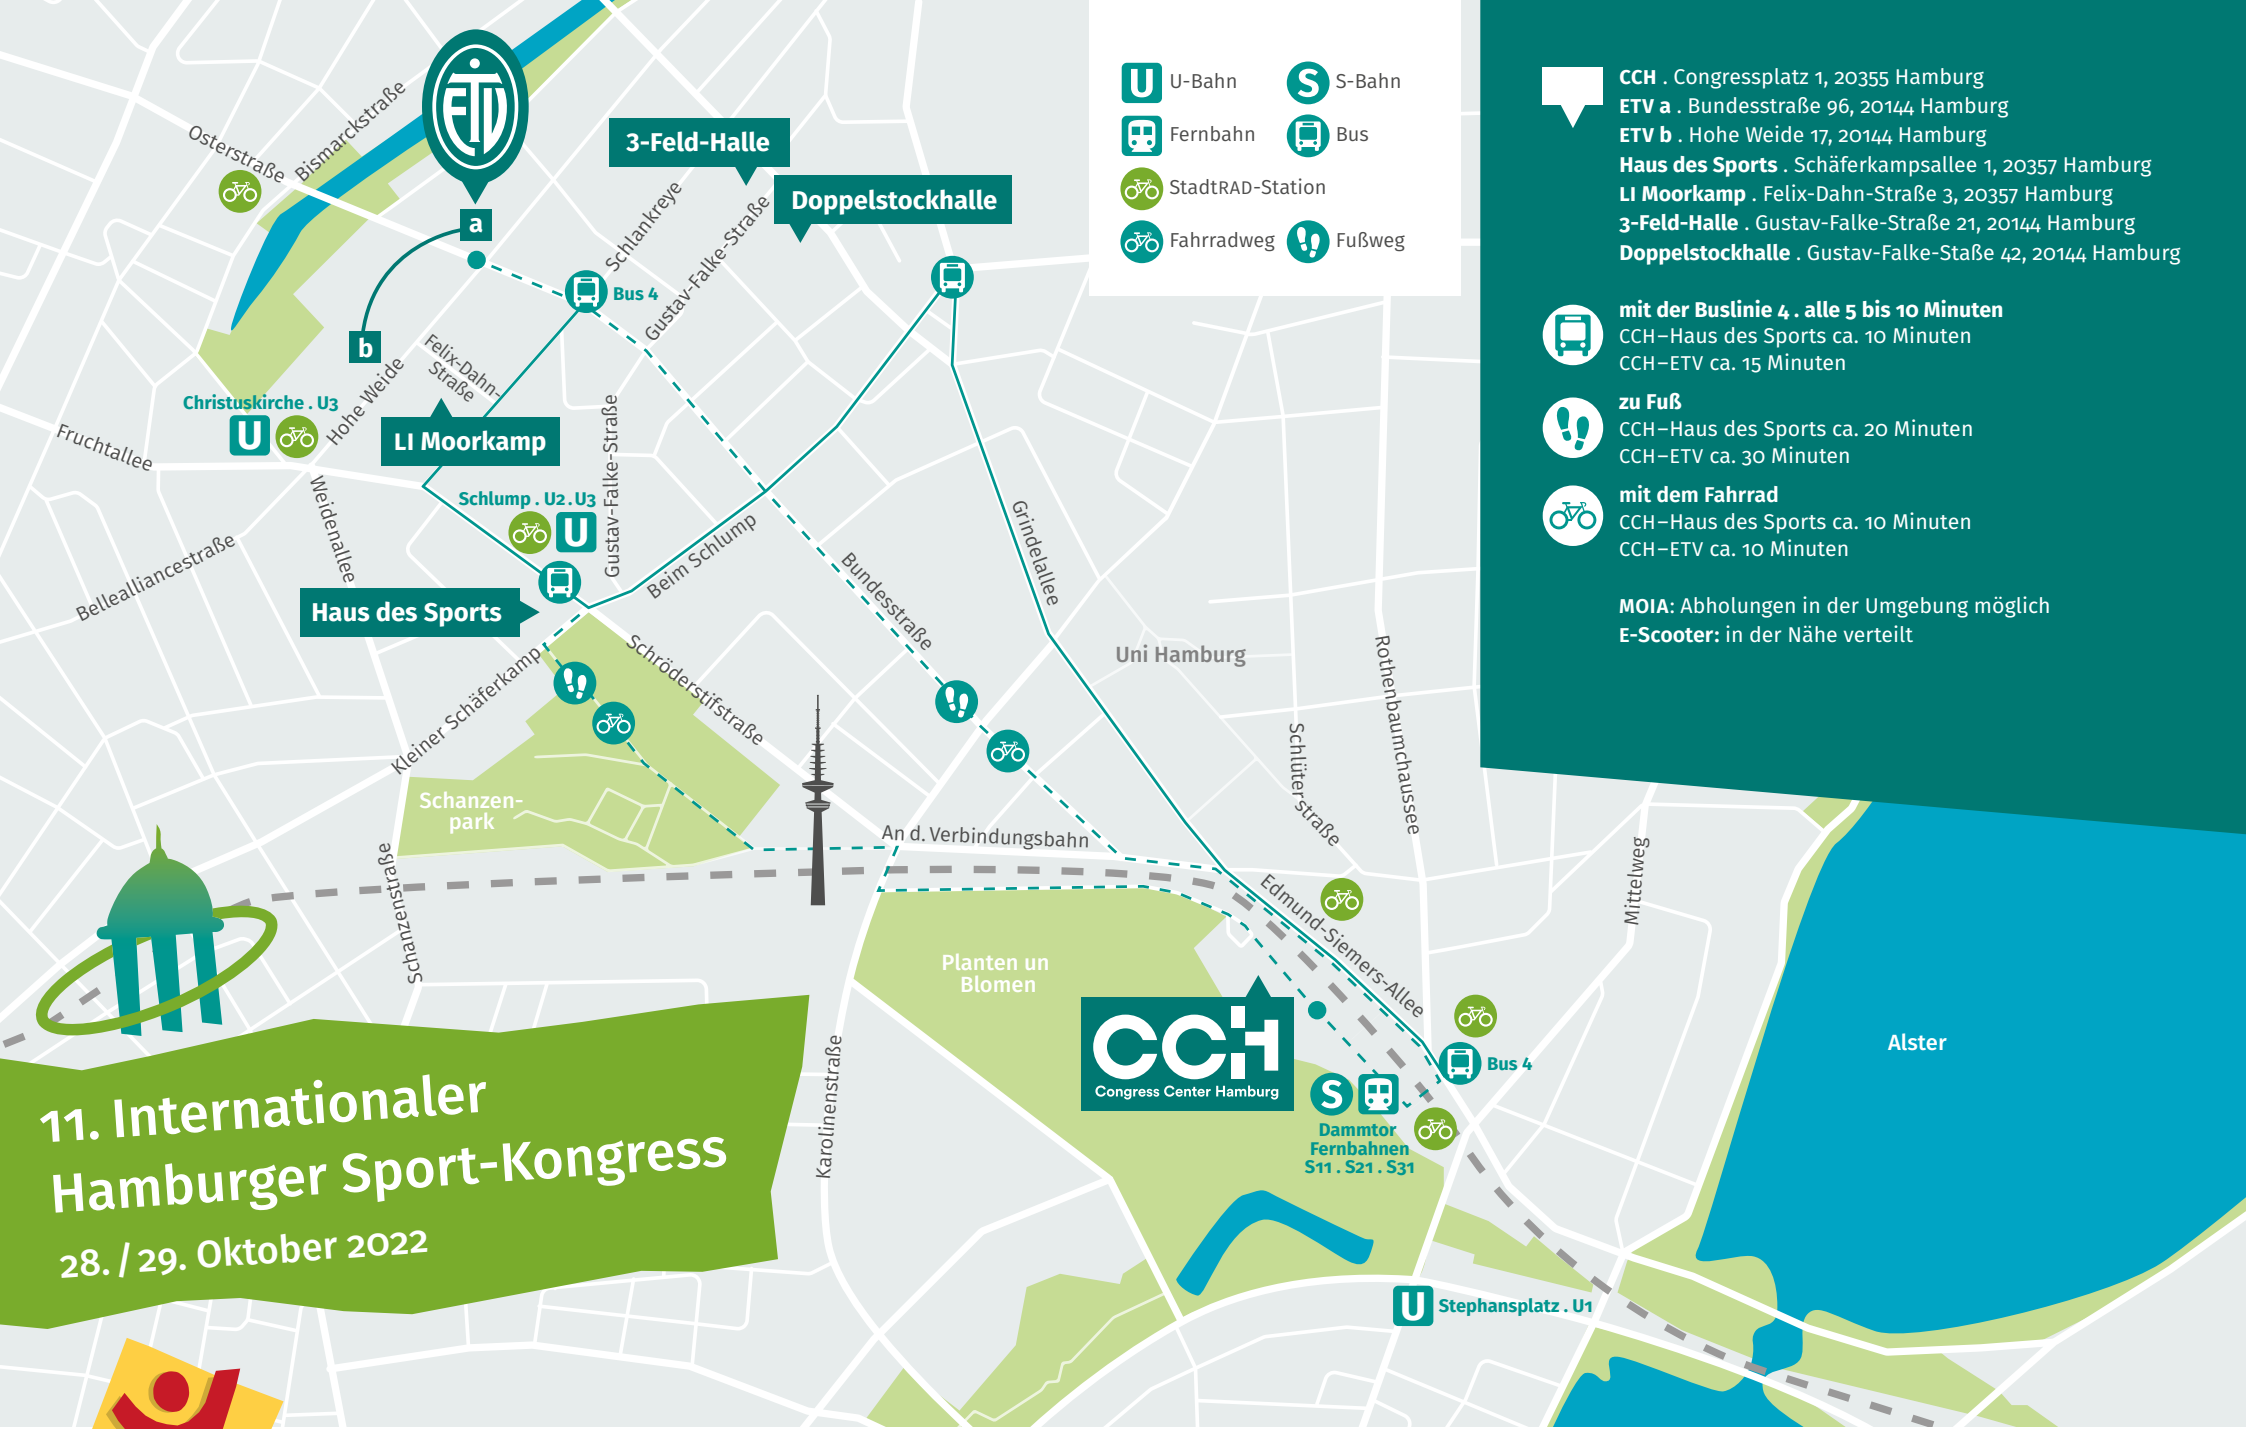 U-Bahn
S-Bahn
Fernbahn
Bus
StadtRAD-Station
Fahrradweg
Fußweg
CCH . Congressplatz 1, 20355 Hamburg
ETV a . Bundesstraße 96, 20144 Hamburg
ETV b . Hohe Weide 17, 20144 Hamburg
Haus des Sports . Schäferkampsallee 1, 20357 Hamburg
LI Moorkamp . Felix-Dahn-Straße 3, 20357 Hamburg
3-Feld-Halle . Gustav-Falke-Straße 21, 20144 Hamburg
Doppelstockhalle . Gustav-Falke-Staße 42, 20144 Hamburg
mit der Buslinie 4 . alle 5 bis 10 Minuten
CCH–Haus des Sports ca. 10 Minuten
CCH–ETV ca. 15 Minuten
zu Fuß
CCH–Haus des Sports ca. 20 Minuten
CCH–ETV ca. 30 Minuten
mit dem Fahrrad
CCH–Haus des Sports ca. 10 Minuten
CCH–ETV ca. 10 Minuten
MOIA: Abholungen in der Umgebung möglich
E-Scooter: in der Nähe verteilt
ETV
a
b
3-Feld-Halle
Doppelstockhalle
Osterstraße
Bismarckstraße
Schlankreye
Gustav-Falke-Straße
Bus 4
Felix-Dahn-
Straße
Hohe Weide
Christuskirche . U3
U
Fruchtallee
LI Moorkamp
Weidenallee
Schlump . U2 . U3
U
Gustav-Falke-Straße
Beim Schlump
Bellealliancestraße
Haus des Sports
Bundesstraße
Grindelallee
Uni Hamburg
Schröderstifstraße
Kleiner Schäferkamp
Rothenbaumchaussee
Schlüterstraße
Schanzen-
park
An d. Verbindungsbahn
Mittelweg
Schanzenstraße
Edmund-Siemers-Allee
Planten un
Blomen
CCH
Congress Center Hamburg
Bus 4
S
Dammtor
Fernbahnen
S11 . S21 . S31
Alster
Karolinenstraße
U
Stephansplatz . U1
11. Internationaler
Hamburger Sport-Kongress
28. / 29. Oktober 2022
U
S